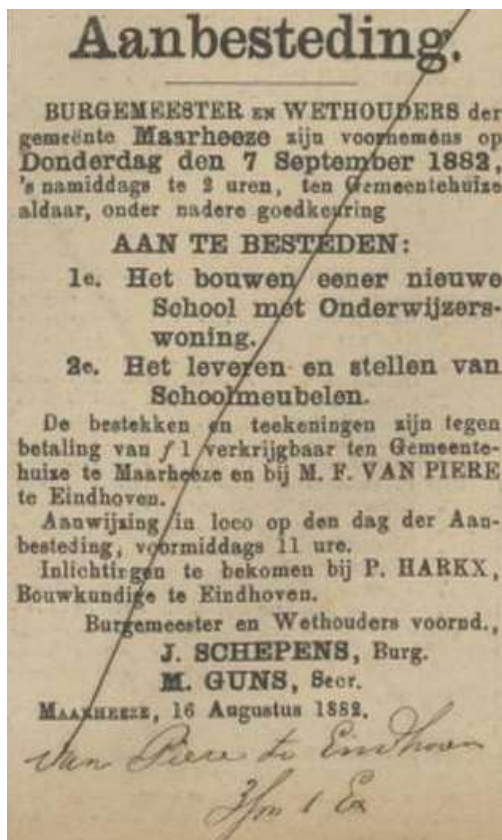 Aanbesteding.
BURGEMEESTER EN WETHOUDERS der
gemeënte Maarheeze zijn voornemens op
Donderdag den 7 September 1882,
's namiddags te 2 uren, ten Gemeentehuize
aldaar, onder nadere goedkeuring
AAN TE BESTEDEN:
1e. Het bouwen eener nieuwe
School met Onderwijzers-
woning.
2e. Het leveren en stellen van
Schoolmeubelen.
De bestekken en teekeningen zijn tegen
betaling van f 1 verkrijgbaar ten Gemeente-
huize te Maarheeze en bij M. F. VAN PIERE
te Eindhoven.
Aanwijzing in loco op den dag der Aan-
besteding, voormiddags 11 ure.
Inlichtingen te bekomen bij P. HARKX,
Bouwkundige te Eindhoven.
Burgemeester en Wethouders voornd.,
J. SCHEPENS, Burg.
M. GUNS, Secr.
MAARHEEZE, 16 Augustus 1882.
van Piere te Eindhoven
1 Ex